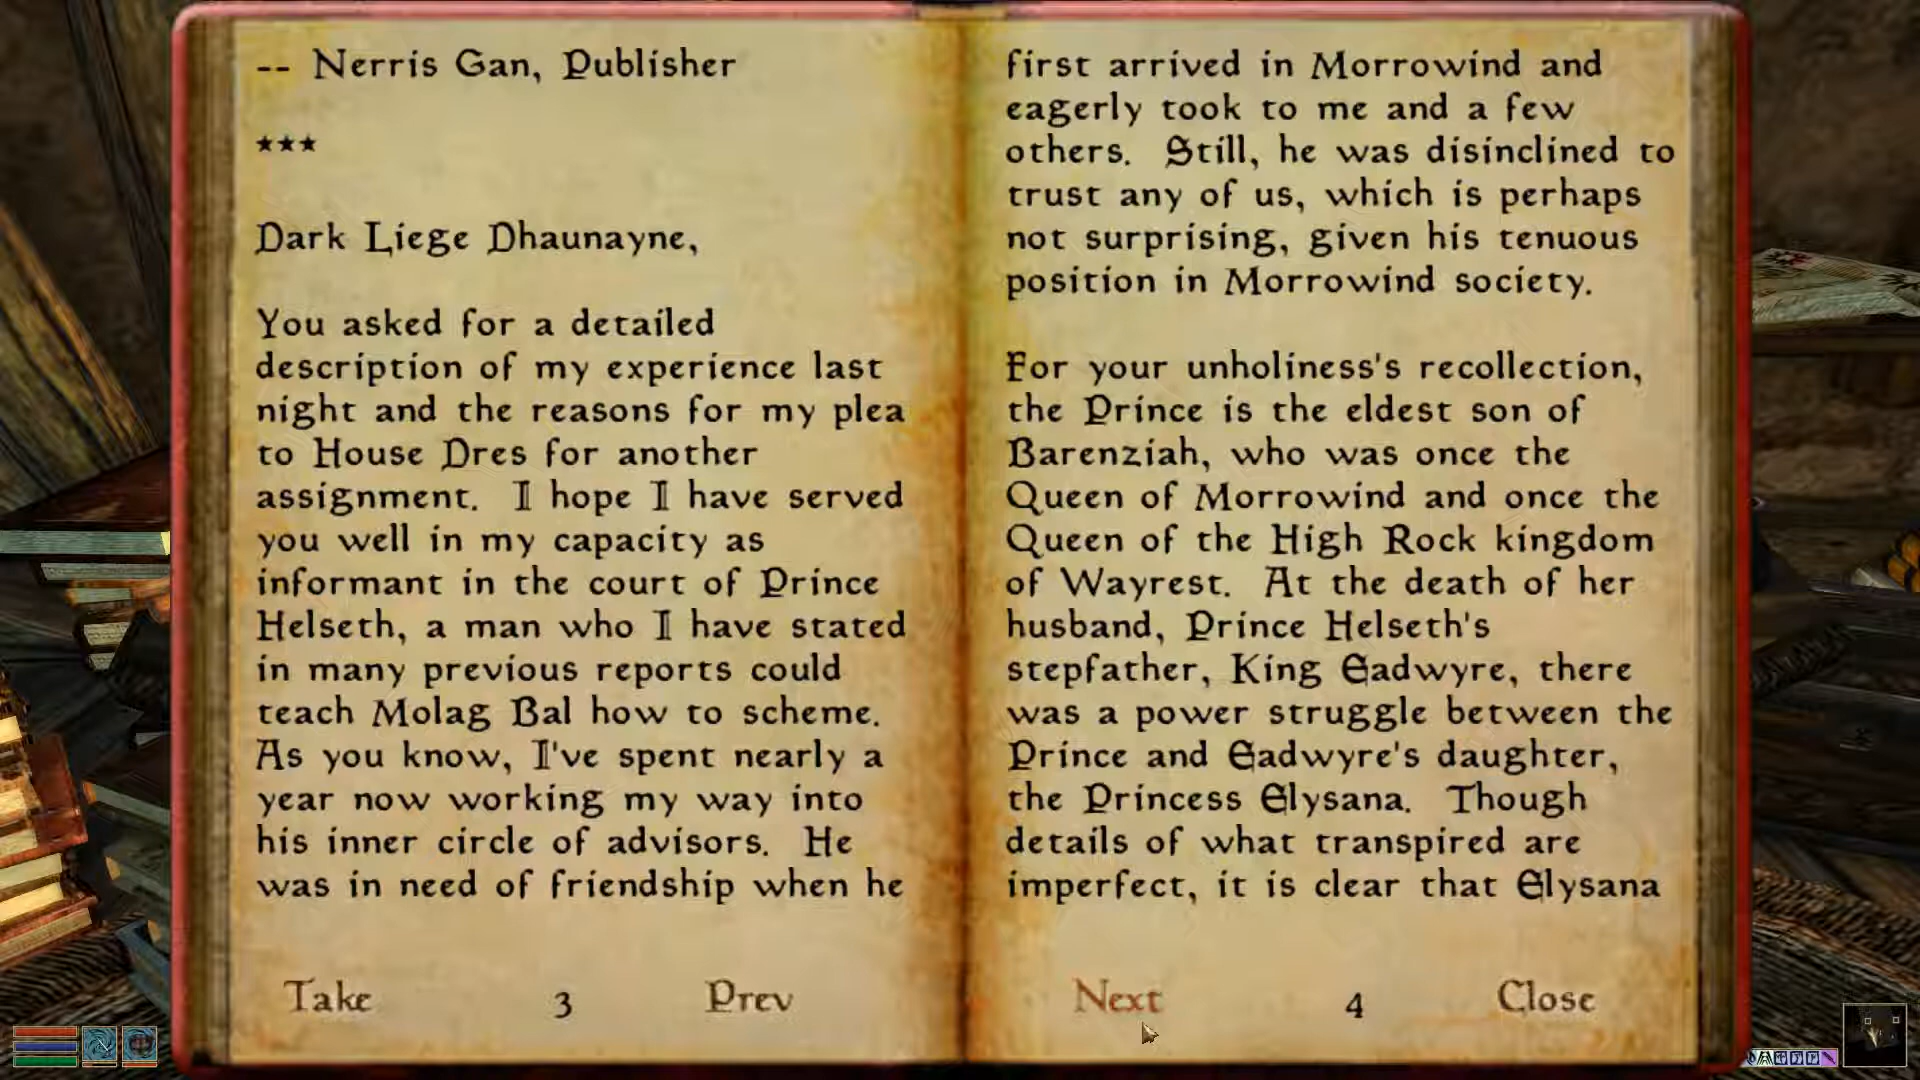 -- Nerris Gan, Publisher
***
Dark Liege Dhaunayne,
You asked for a detailed
description of my experience last
night and the reasons for my plea
to House Dres for another
assignment.  I hope I have served
you well in my capacity as
informant in the court of Prince
Helseth, a man who I have stated
in many previous reports could
teach Molag Bal how to scheme.
As you know, I've spent nearly a
year now working my way into
his inner circle of advisors.  He
was in need of friendship when he
first arrived in Morrowind and
eagerly took to me and a few
others.  Still, he was disinclined to
trust any of us, which is perhaps
not surprising, given his tenuous
position in Morrowind society.
For your unholiness's recollection,
the Prince is the eldest son of
Barenziah, who was once the
Queen of Morrowind and once the
Queen of the High Rock kingdom
of Wayrest.  At the death of her
husband, Prince Helseth's
stepfather, King Eadwyre, there
was a power struggle between the
Prince and Eadwyre's daughter,
the Princess Elysana.  Though
details of what transpired are
imperfect, it is clear that Elysana
Take 3 Prev Next 4 Close